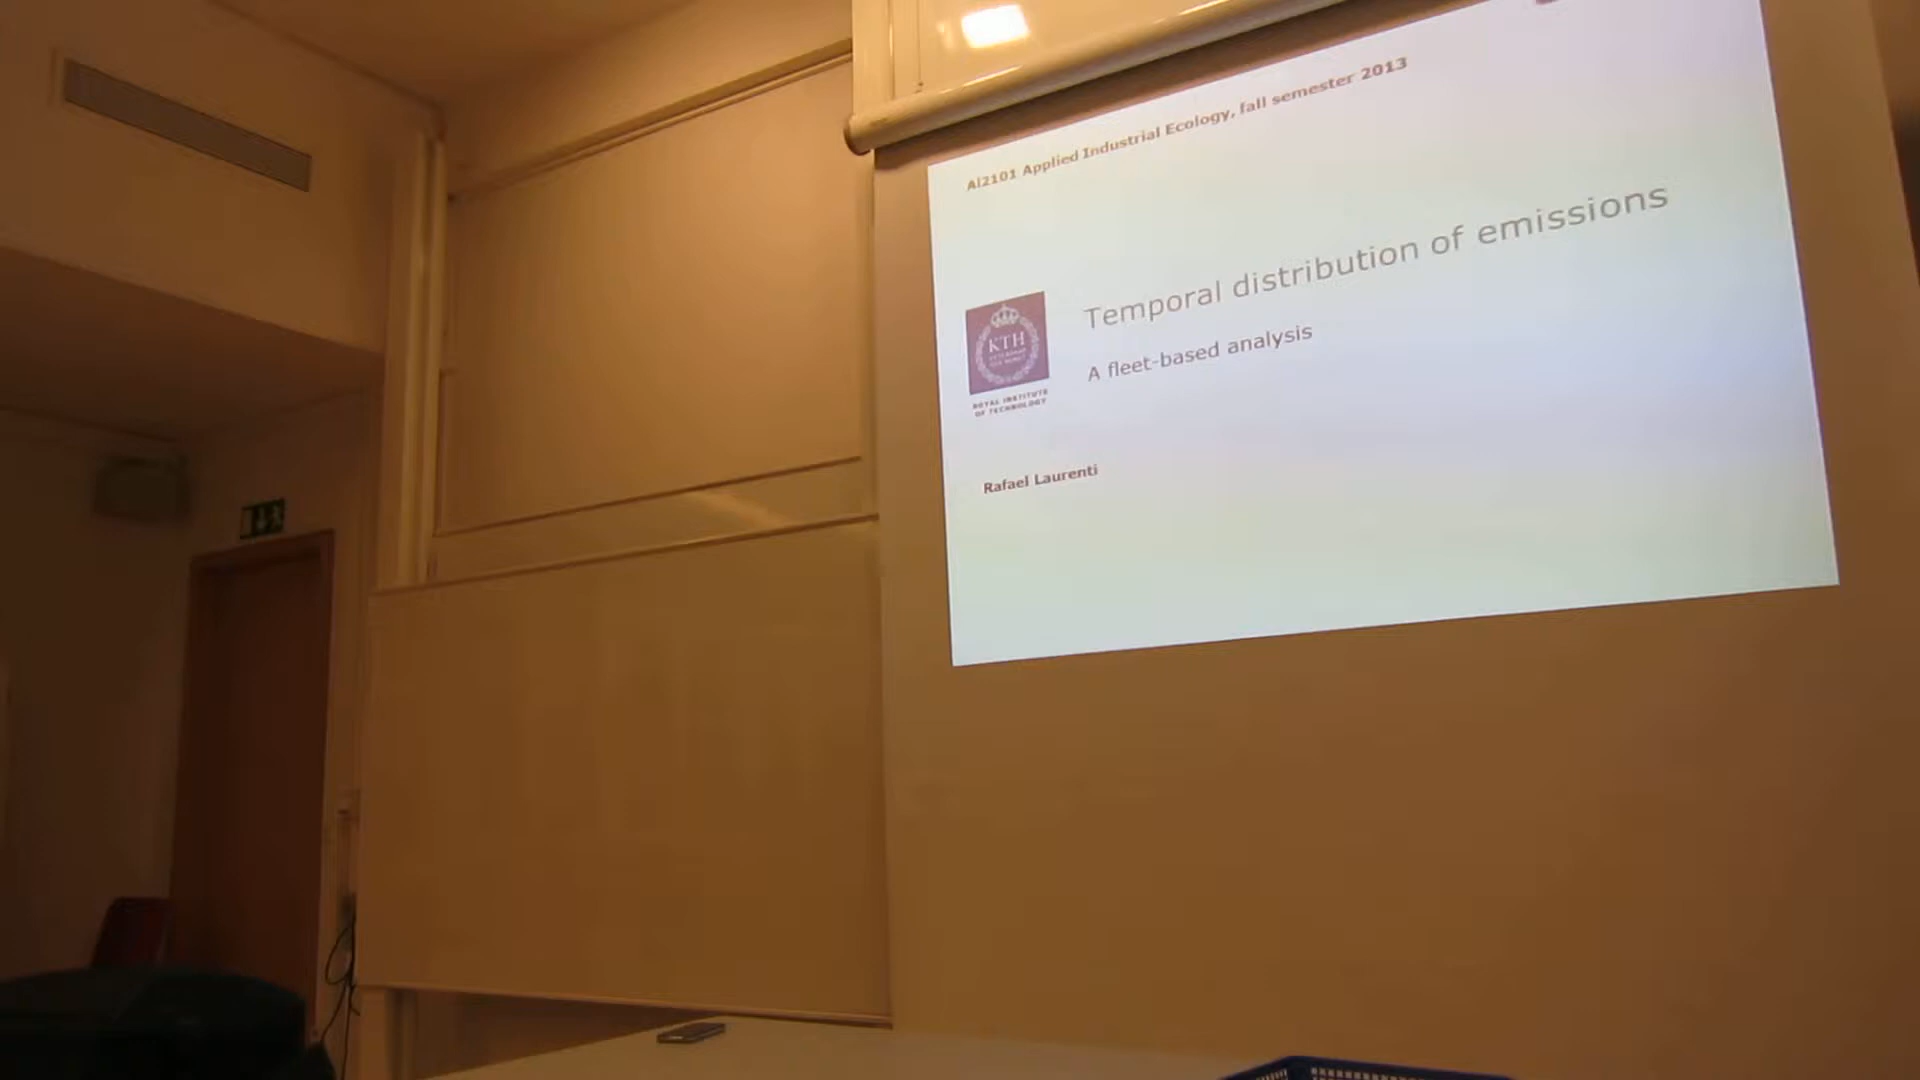 AI2101 Applied Industrial Ecology, fall semester 2013
Temporal distribution of emissions
A fleet-based analysis
KTH
ROYAL INSTITUTE
OF TECHNOLOGY
Rafael Laurenti